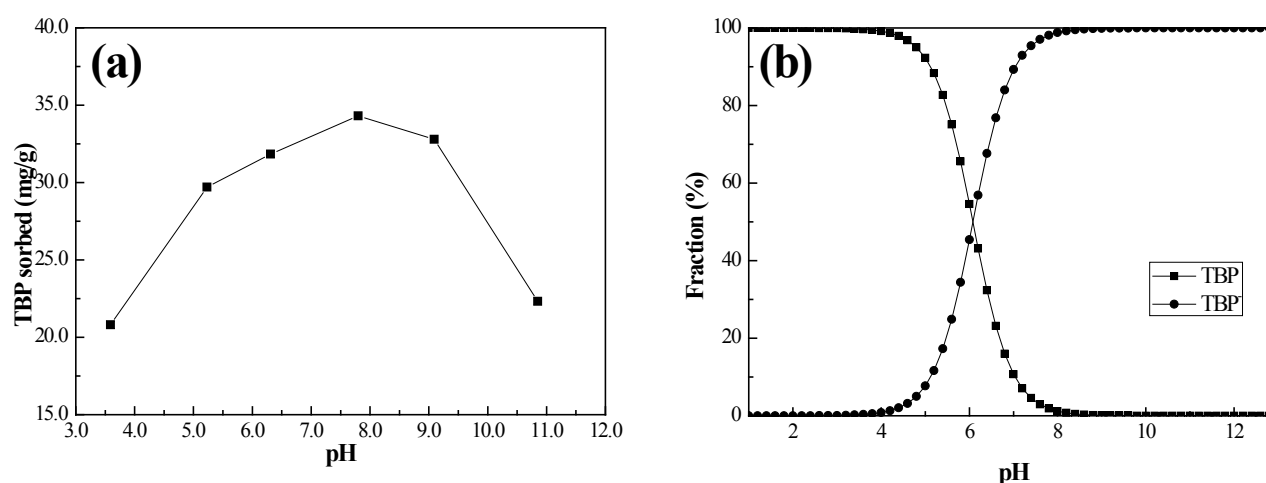 (a)
TBP sorbed (mg/g)
40.0
35.0
30.0
25.0
20.0
15.0
3.0 4.0 5.0 6.0 7.0 8.0 9.0 10.0 11.0 12.0
pH
(b)
Fraction (%)
100
80
60
40
20
0
2 4 6 8 10 12
pH
TBP
TBP⁻